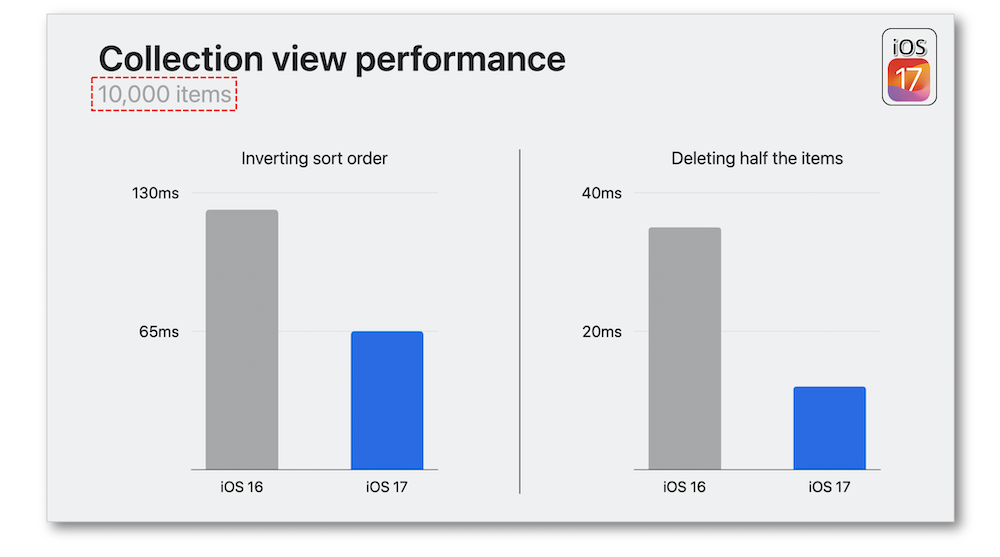 Collection view performance
10,000 items
iOS
17
Inverting sort order
130ms
65ms
iOS 16
iOS 17
Deleting half the items
40ms
20ms
iOS 16
iOS 17